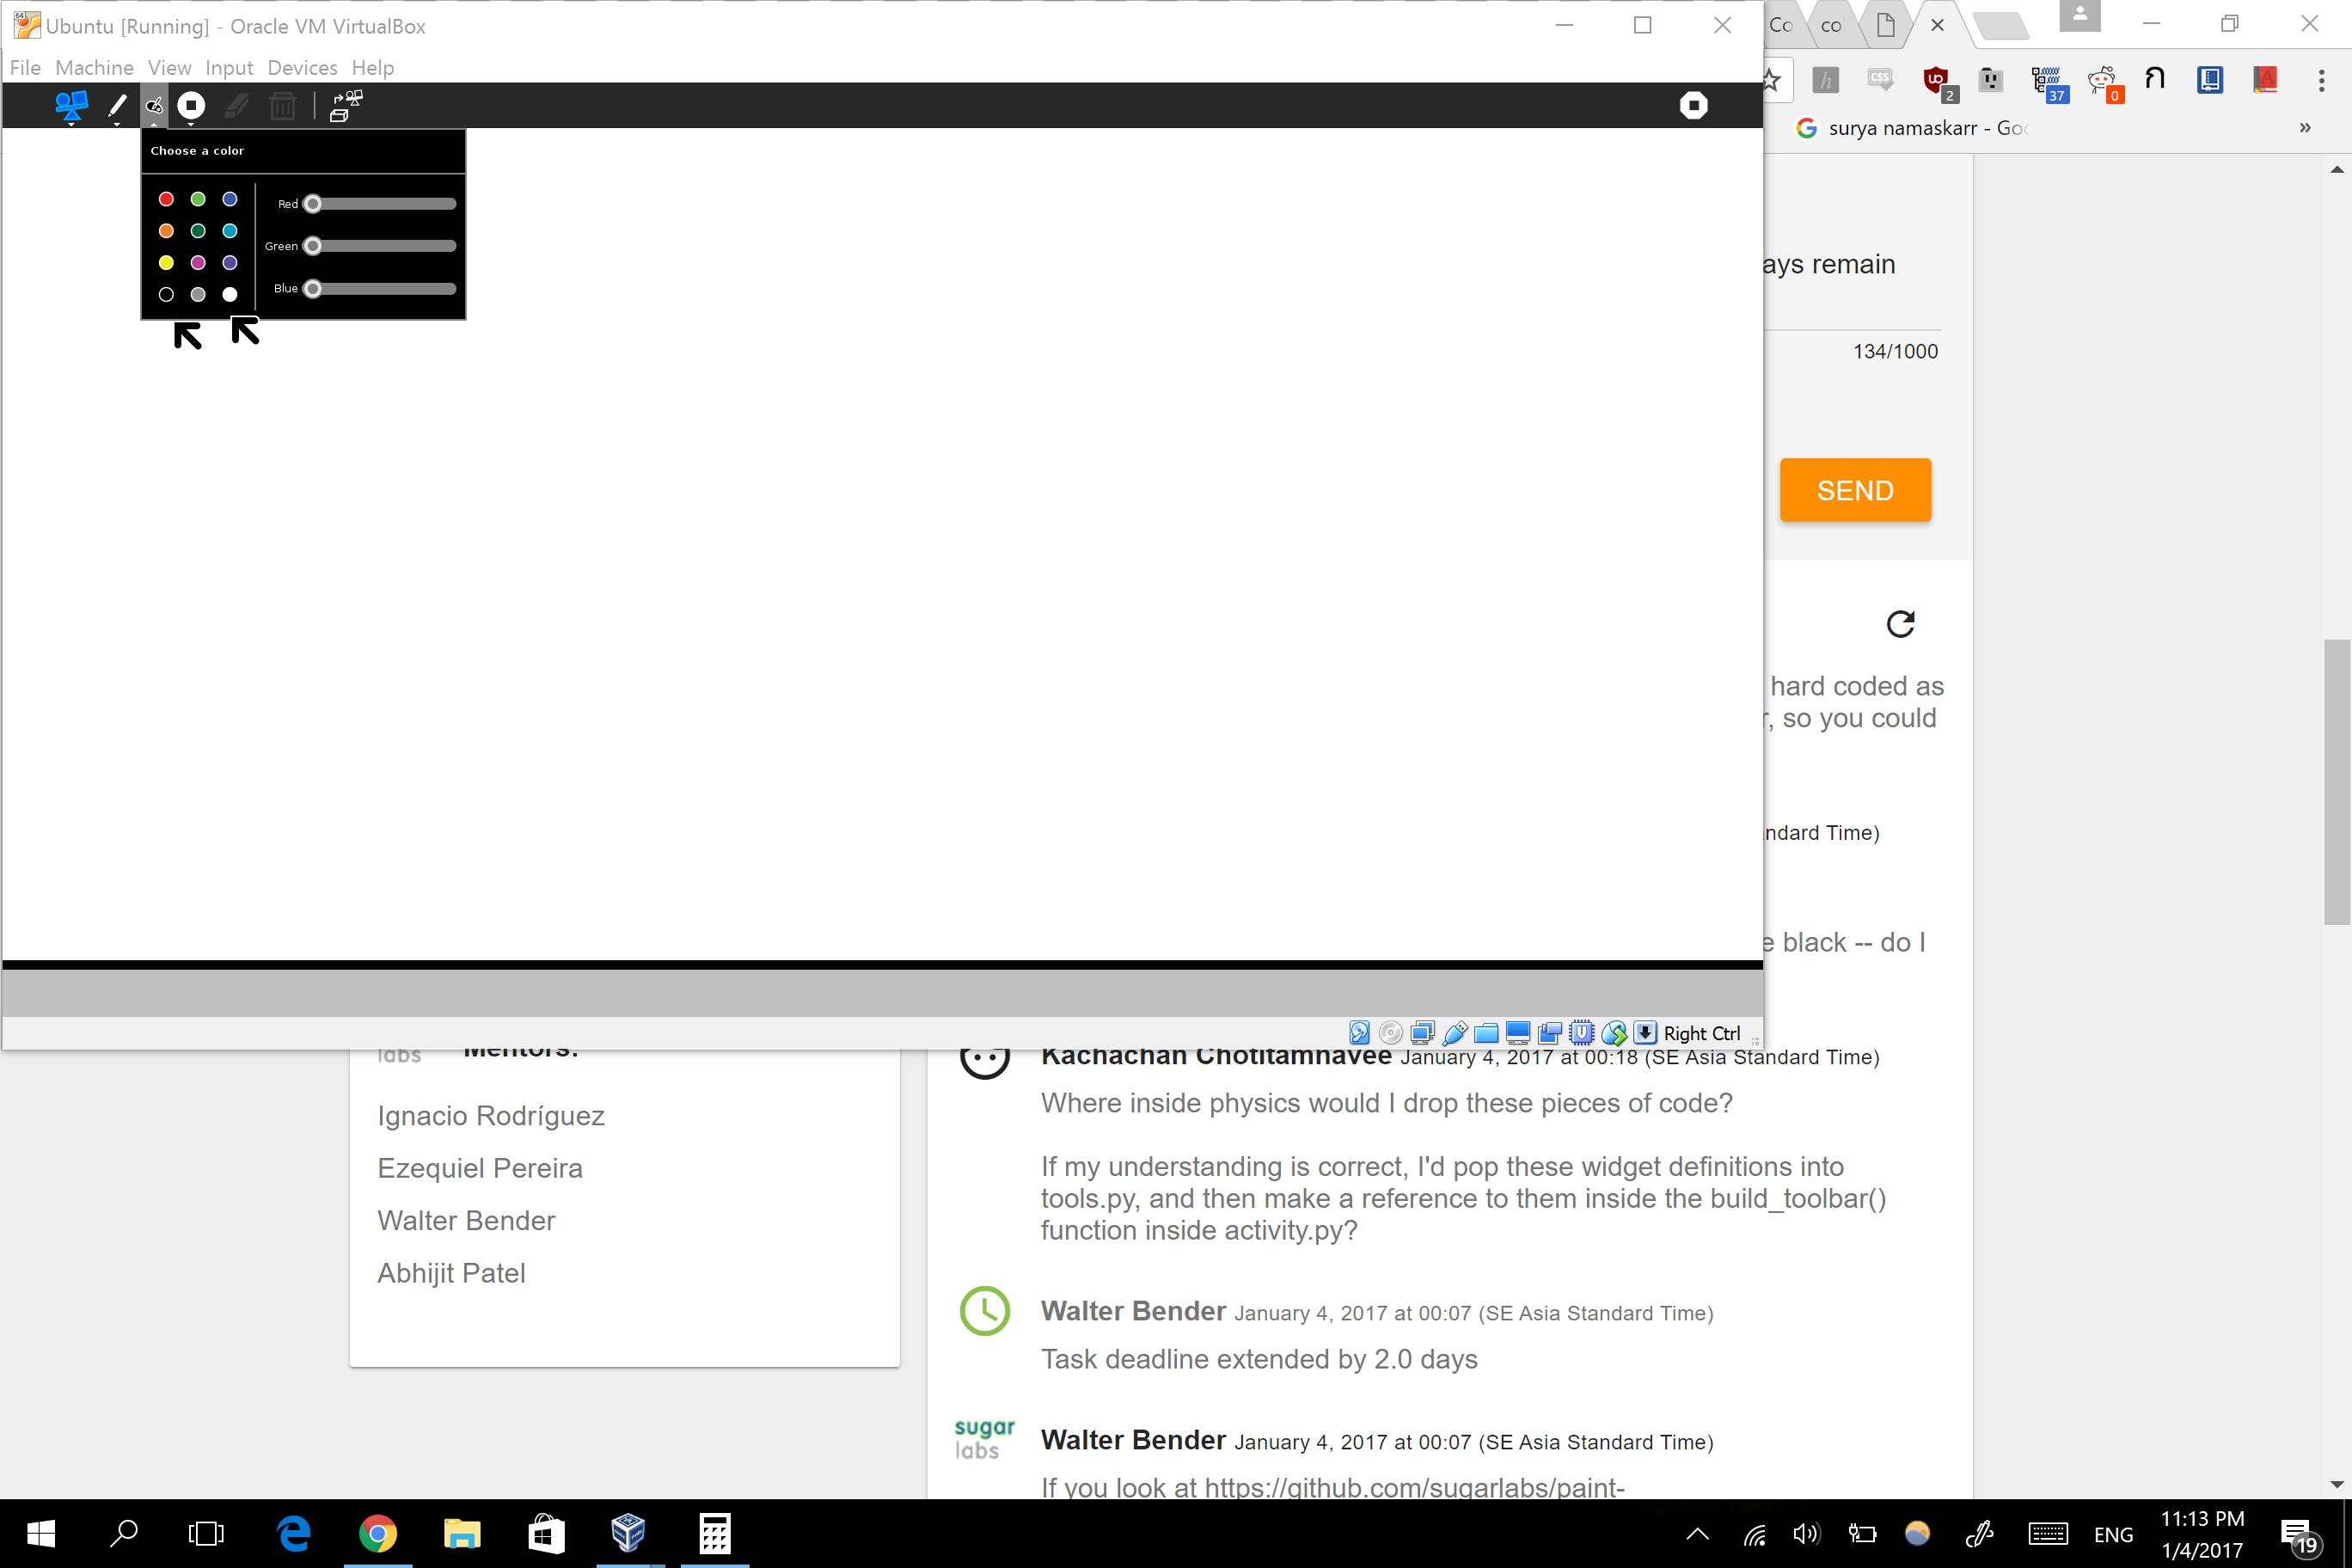 Ubuntu [Running] - Oracle VM VirtualBox
File Machine View Input Devices Help
Choose a color
Red
Green
Blue
Right Ctrl
Co
co
h
CSS
2
37
0
surya namaskarr - Goo
»
ays remain
134/1000
SEND
hard coded as
r, so you could
ndard Time)
e black -- do I
labs
Mentors:
Ignacio Rodríguez
Ezequiel Pereira
Walter Bender
Abhijit Patel
Kachachan Chotitamnavee January 4, 2017 at 00:18 (SE Asia Standard Time)
Where inside physics would I drop these pieces of code?
If my understanding is correct, I'd pop these widget definitions into
tools.py, and then make a reference to them inside the build_toolbar()
function inside activity.py?
Walter Bender January 4, 2017 at 00:07 (SE Asia Standard Time)
Task deadline extended by 2.0 days
sugar
labs
Walter Bender January 4, 2017 at 00:07 (SE Asia Standard Time)
If you look at https://github.com/sugarlabs/paint-
ENG
11:13 PM
1/4/2017
19